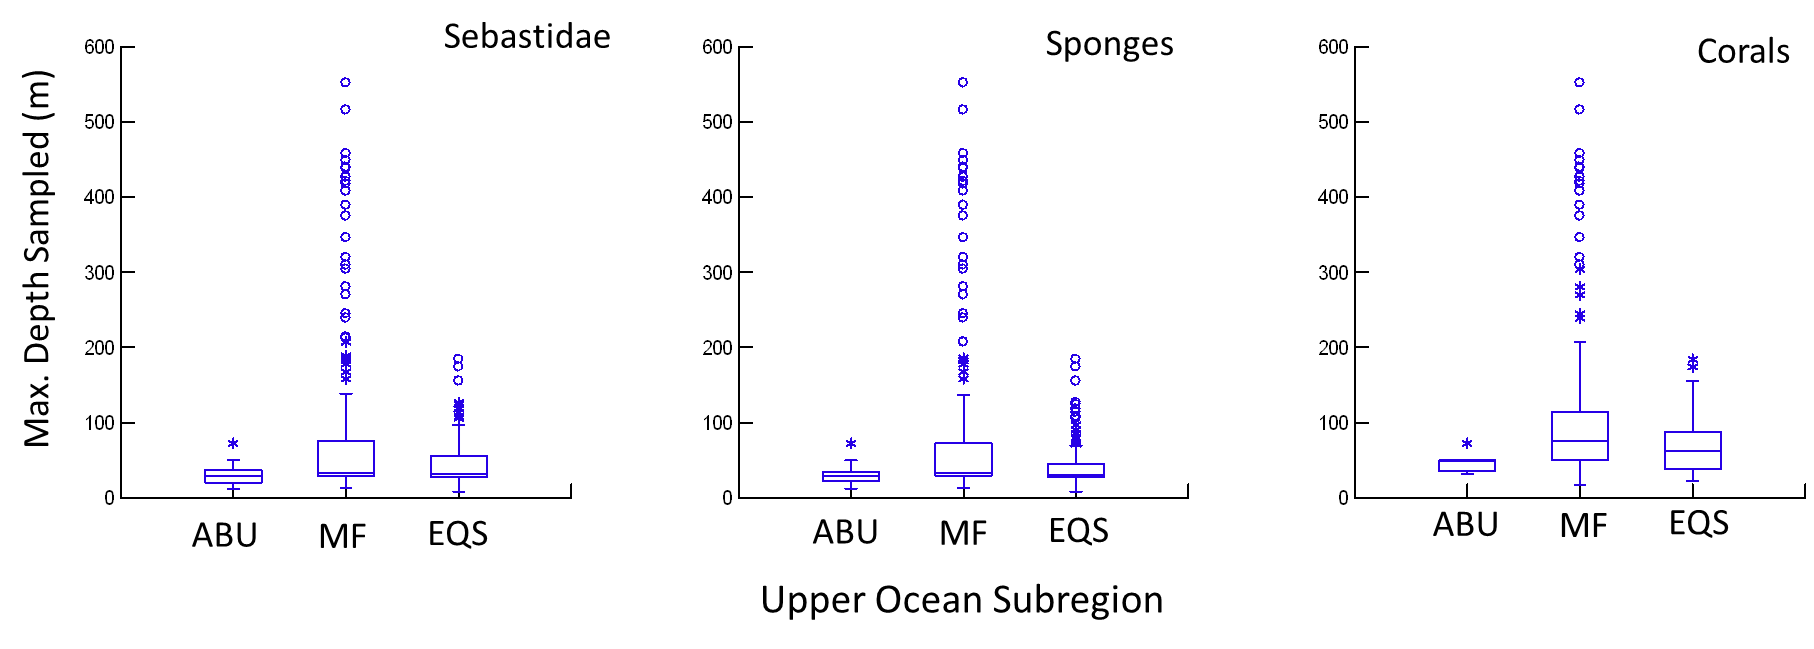 Sebastidae
Sponges
Corals
Max. Depth Sampled (m)
600
500
400
300
200
100
0
600
500
400
300
200
100
0
600
500
400
300
200
100
0
ABU MF EQS
ABU MF EQS
ABU MF EQS
Upper Ocean Subregion